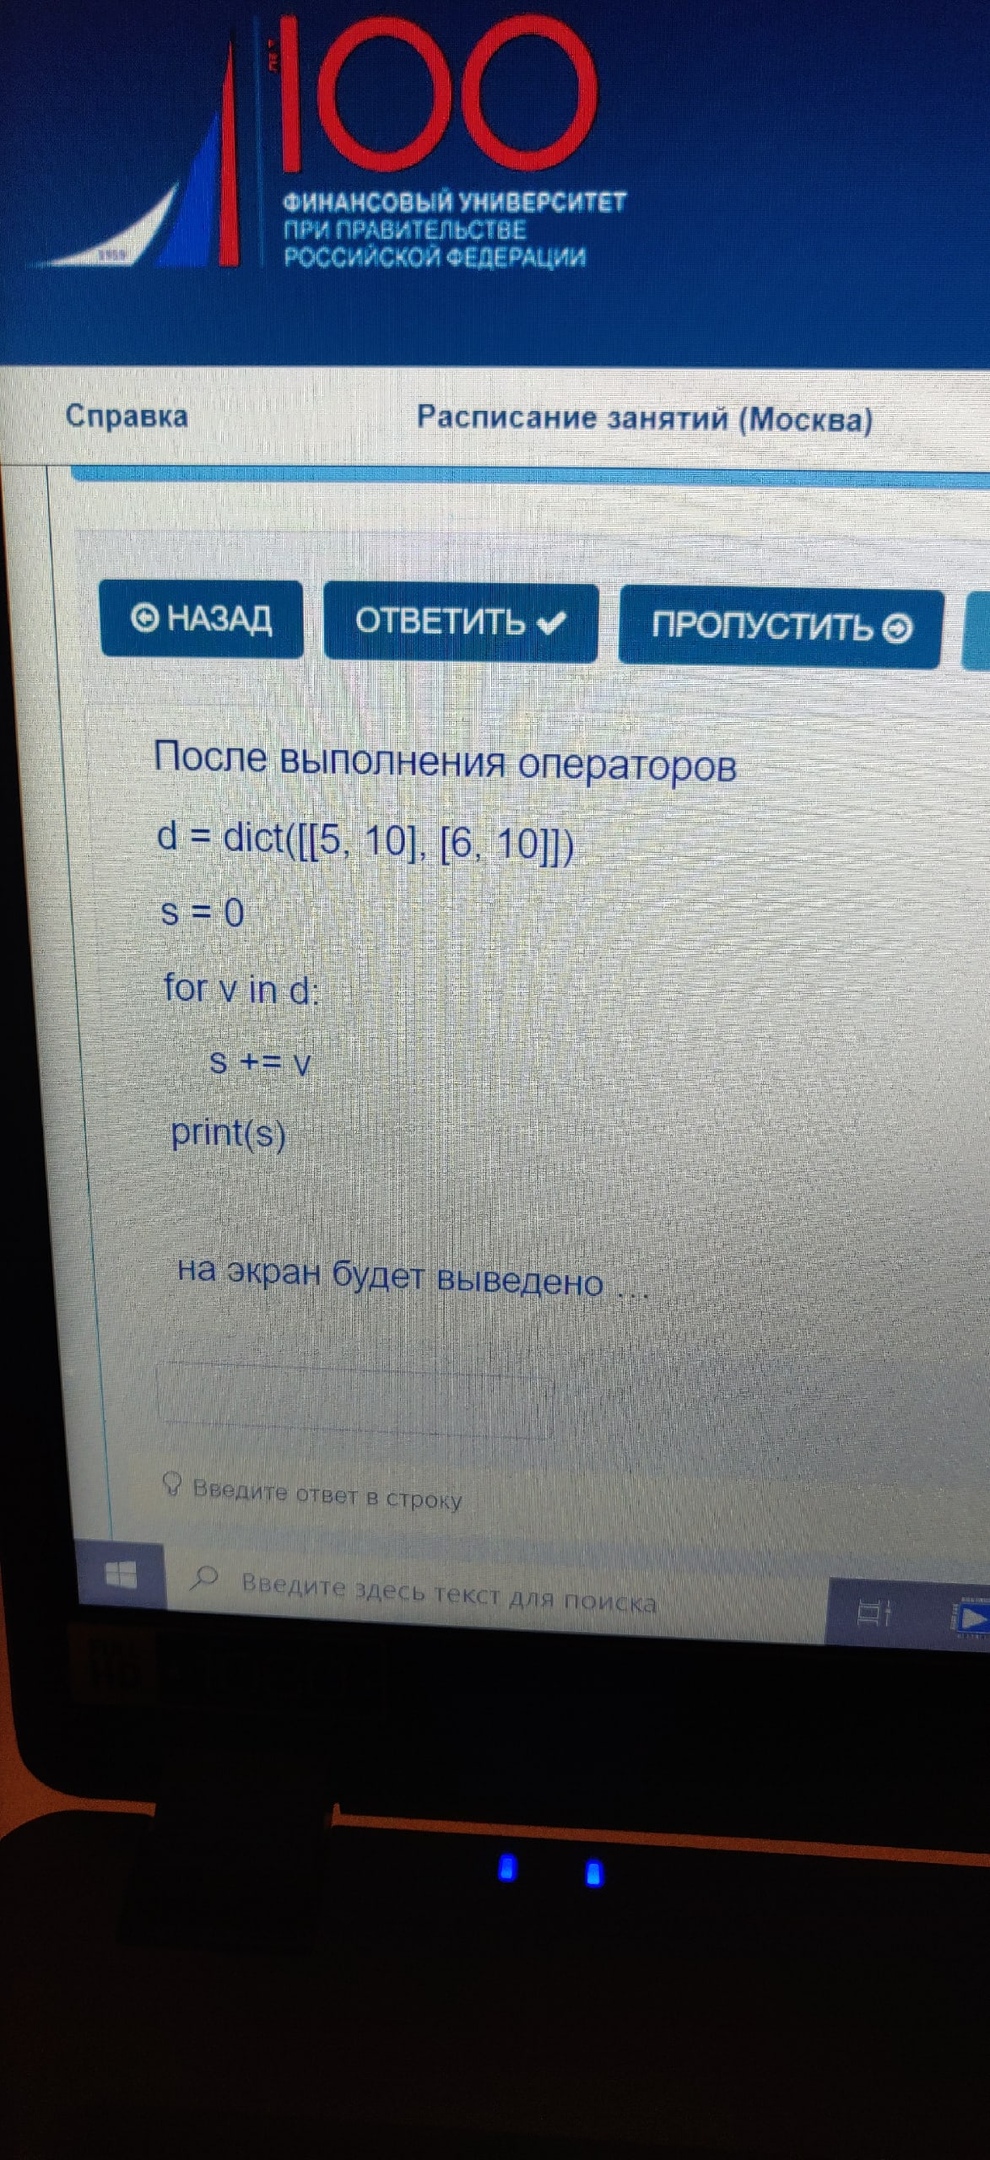 100
ФИНАНСОВЫЙ УНИВЕРСИТЕТ
ПРИ ПРАВИТЕЛЬСТВЕ
РОССИЙСКОЙ ФЕДЕРАЦИИ
Справка
Расписание занятий (Москва)
НАЗАД
ОТВЕТИТЬ
ПРОПУСТИТЬ
После выполнения операторов
d = dict([[5, 10], [6, 10]])
s = 0
for v in d:
s += v
print(s)
на экран будет выведено ...
Введите ответ в строку
Введите здесь текст для поиска